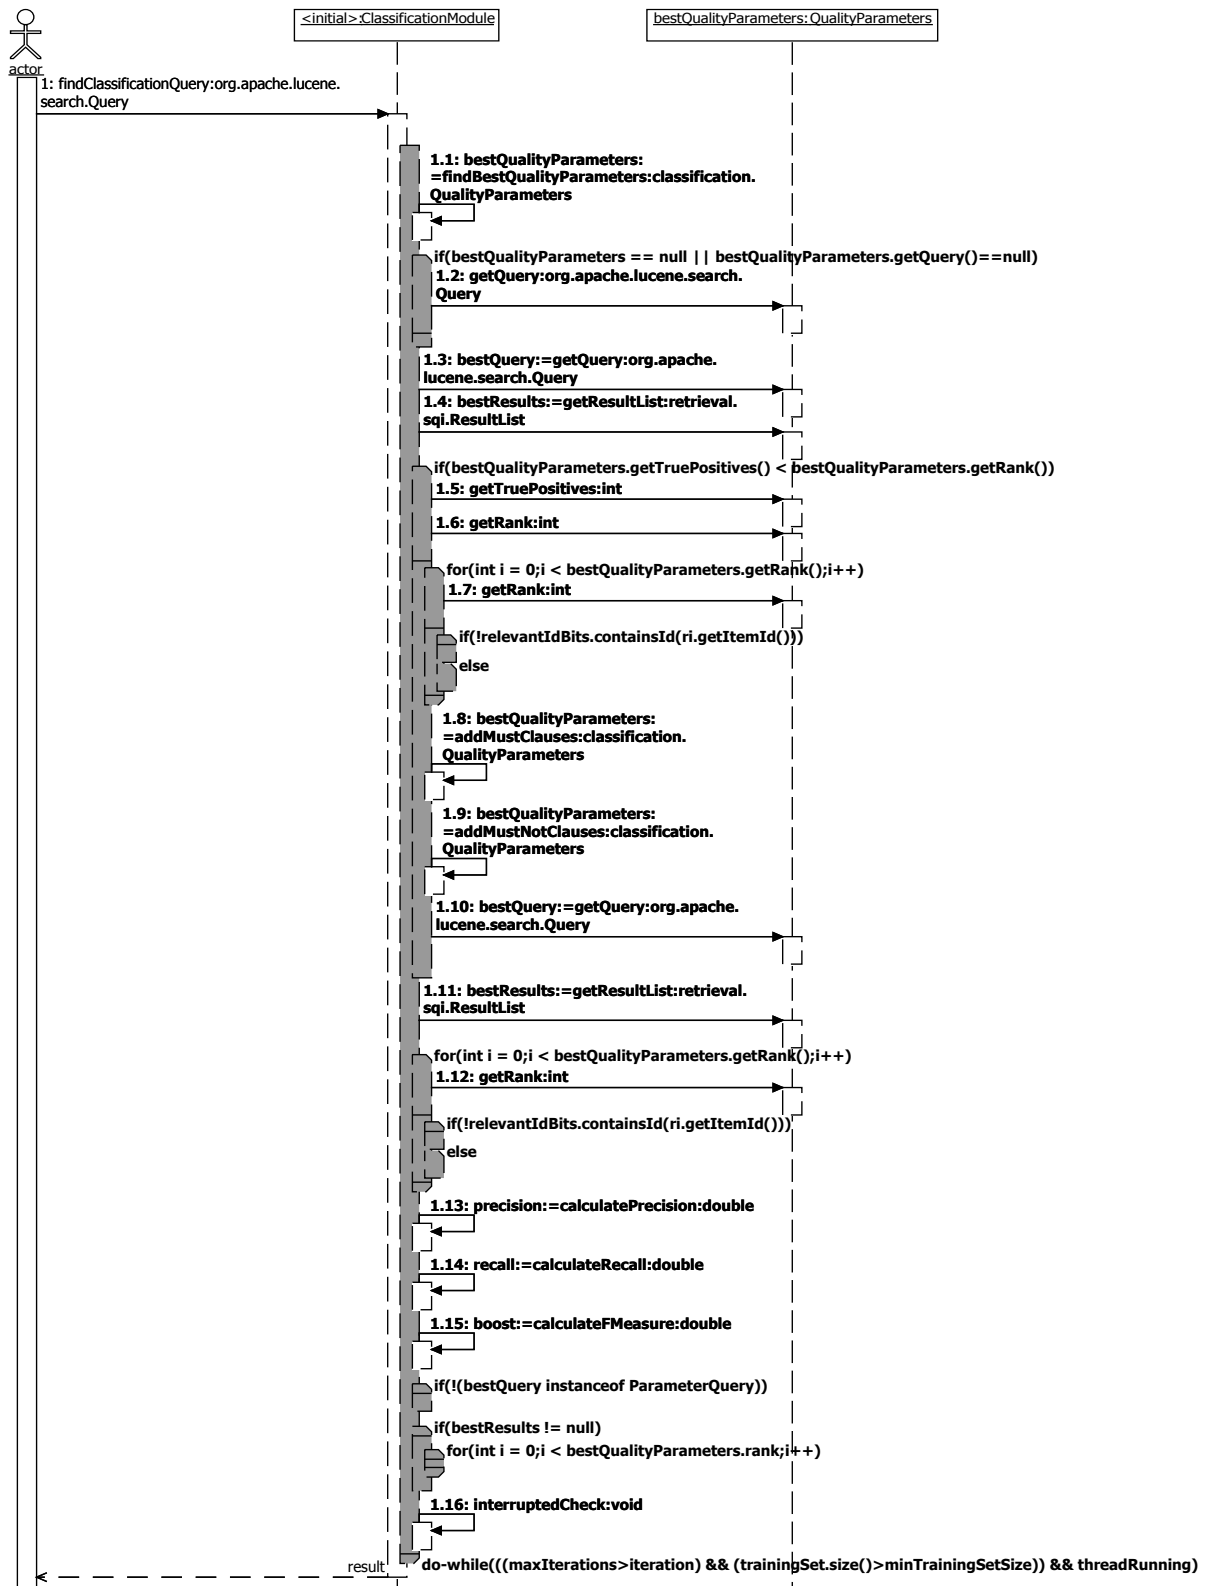 <initial>:ClassificationModule
bestQualityParameters:QualityParameters
actor
1: findClassificationQuery:org.apache.lucene.
search.Query
1.1: bestQualityParameters:
=findBestQualityParameters:classification.
QualityParameters
if(bestQualityParameters == null || bestQualityParameters.getQuery()==null)
1.2: getQuery:org.apache.lucene.search.
Query
1.3: bestQuery:=getQuery:org.apache.
lucene.search.Query
1.4: bestResults:=getResultList:retrieval.
sqi.ResultList
if(bestQualityParameters.getTruePositives() < bestQualityParameters.getRank())
1.5: getTruePositives:int
1.6: getRank:int
for(int i = 0;i < bestQualityParameters.getRank();i++)
1.7: getRank:int
if(!relevantIdBits.containsId(ri.getItemId()))
else
1.8: bestQualityParameters:
=addMustClauses:classification.
QualityParameters
1.9: bestQualityParameters:
=addMustNotClauses:classification.
QualityParameters
1.10: bestQuery:=getQuery:org.apache.
lucene.search.Query
1.11: bestResults:=getResultList:retrieval.
sqi.ResultList
for(int i = 0;i < bestQualityParameters.getRank();i++)
1.12: getRank:int
if(!relevantIdBits.containsId(ri.getItemId()))
else
1.13: precision:=calculatePrecision:double
1.14: recall:=calculateRecall:double
1.15: boost:=calculateFMeasure:double
if(!(bestQuery instanceof ParameterQuery))
if(bestResults != null)
for(int i = 0;i < bestQualityParameters.rank;i++)
1.16: interruptedCheck:void
do-while(((maxIterations>iteration) && (trainingSet.size()>minTrainingSetSize)) && threadRunning)
result